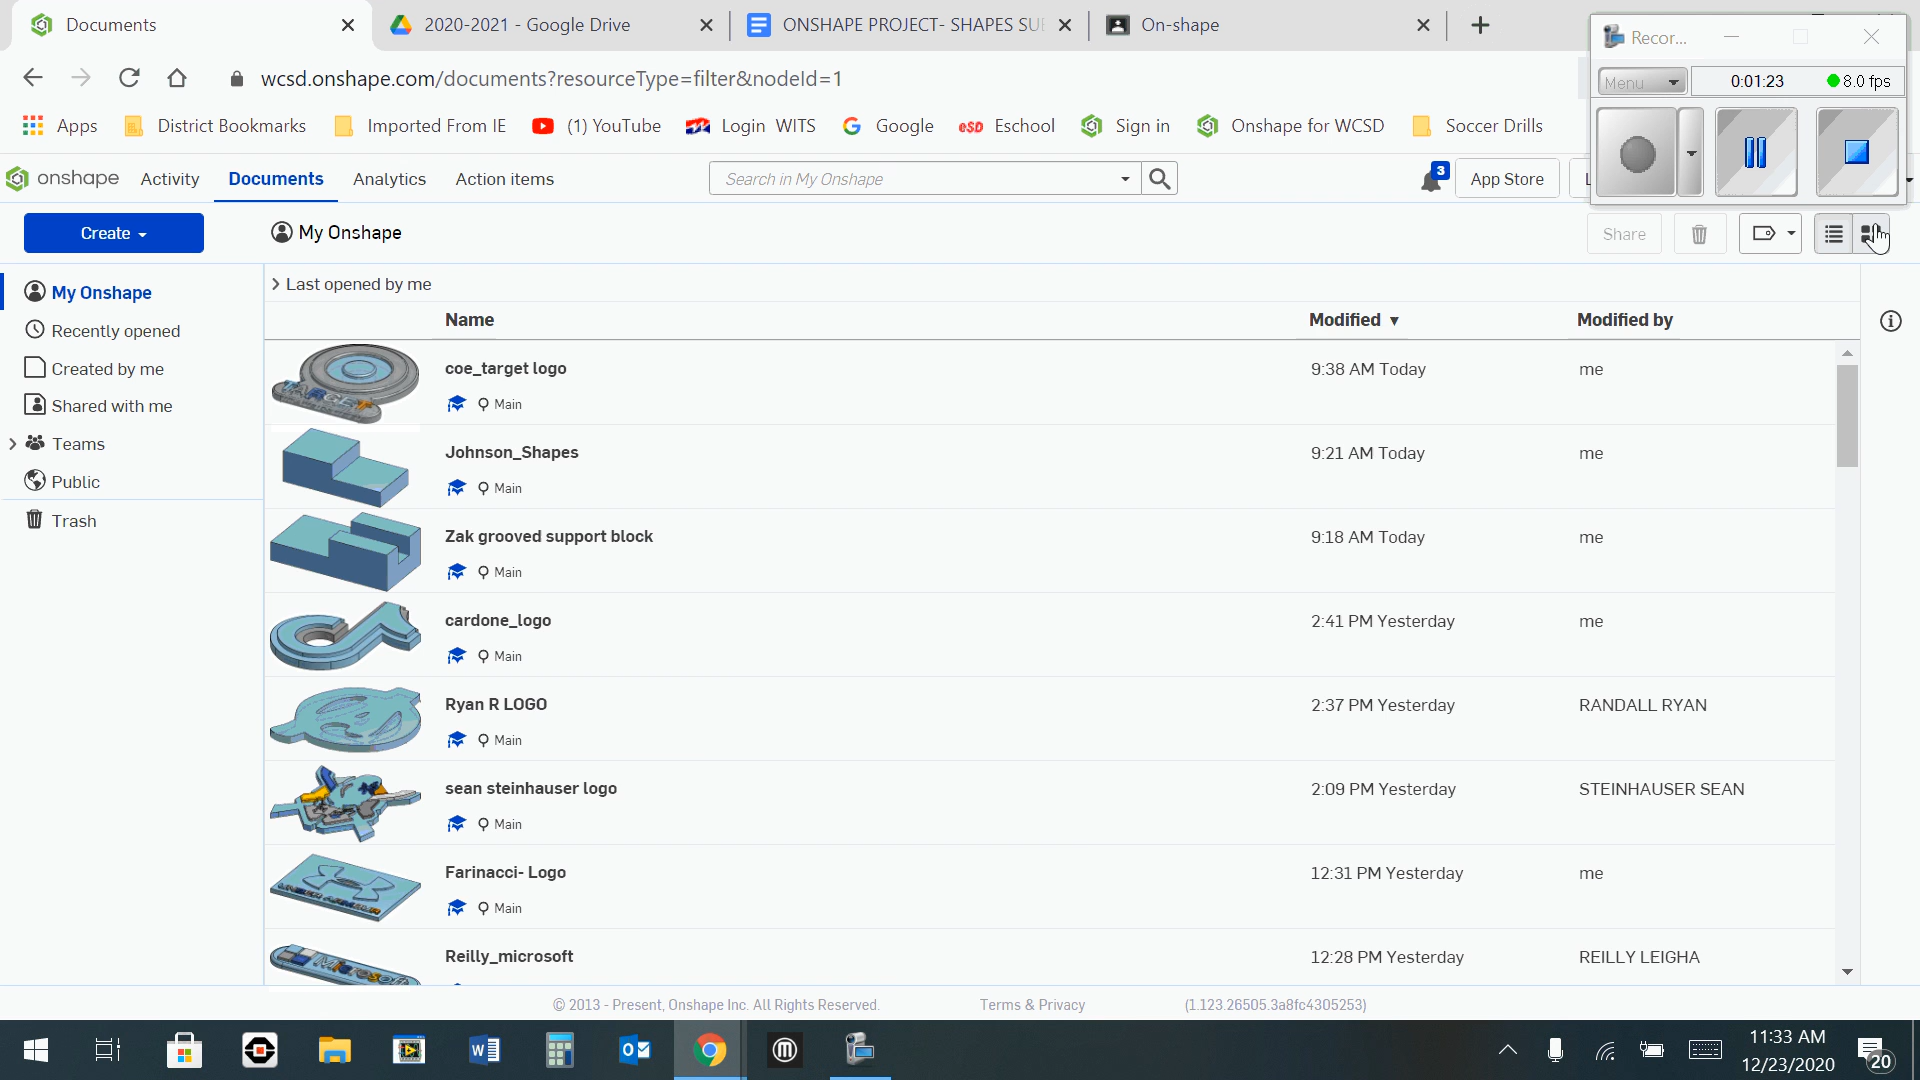 Documents
2020-2021 - Google Drive
ONSHAPE PROJECT- SHAPES SUB
On-shape
Recor...
wcsd.onshape.com/documents?resourceType=filter&nodeId=1
Menu
0:01:23
8.0 fps
Apps
District Bookmarks
Imported From IE
(1) YouTube
Login WITS
Google
eSD Eschool
Sign in
Onshape for WCSD
Soccer Drills
onshape
Activity
Documents
Analytics
Action items
Search in My Onshape
3
App Store
Create
My Onshape
Share
My Onshape
Recently opened
Created by me
Shared with me
Teams
Public
Trash
Last opened by me
Name
Modified
Modified by
TARGET
coe_target logo
9:38 AM Today
me
Main
Johnson_Shapes
9:21 AM Today
me
Main
Zak grooved support block
9:18 AM Today
me
Main
cardone_logo
2:41 PM Yesterday
me
Main
Ryan R LOGO
2:37 PM Yesterday
RANDALL RYAN
Main
sean steinhauser logo
2:09 PM Yesterday
STEINHAUSER SEAN
Main
UNDER ARMOUR
Farinacci- Logo
12:31 PM Yesterday
me
Main
Microsoft
Reilly_microsoft
12:28 PM Yesterday
REILLY LEIGHA
© 2013 - Present, Onshape Inc. All Rights Reserved.
Terms & Privacy
(1.123.26505.3a8fc4305253)
11:33 AM
12/23/2020
20